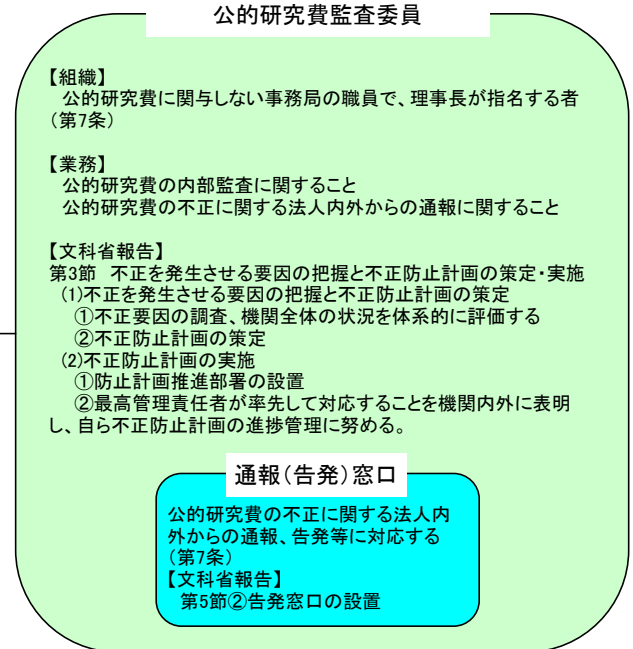 公的研究費監査委員
【組織】
公的研究費に関与しない事務局の職員で、理事長が指名する者
（第7条）
【業務】
公的研究費の内部監査に関すること
公的研究費の不正に関する法人内外からの通報に関すること
【文科省報告】
第3節　不正を発生させる要因の把握と不正防止計画の策定・実施
(1)不正を発生させる要因の把握と不正防止計画の策定
①不正要因の調査、機関全体の状況を体系的に評価する
②不正防止計画の策定
(2)不正防止計画の実施
①防止計画推進部署の設置
②最高管理責任者が率先して対応することを機関内外に表明
し、自ら不正防止計画の進捗管理に努める。
通報（告発）窓口
公的研究費の不正に関する法人内
外からの通報、告発等に対応する
（第7条）
【文科省報告】
第5節②告発窓口の設置